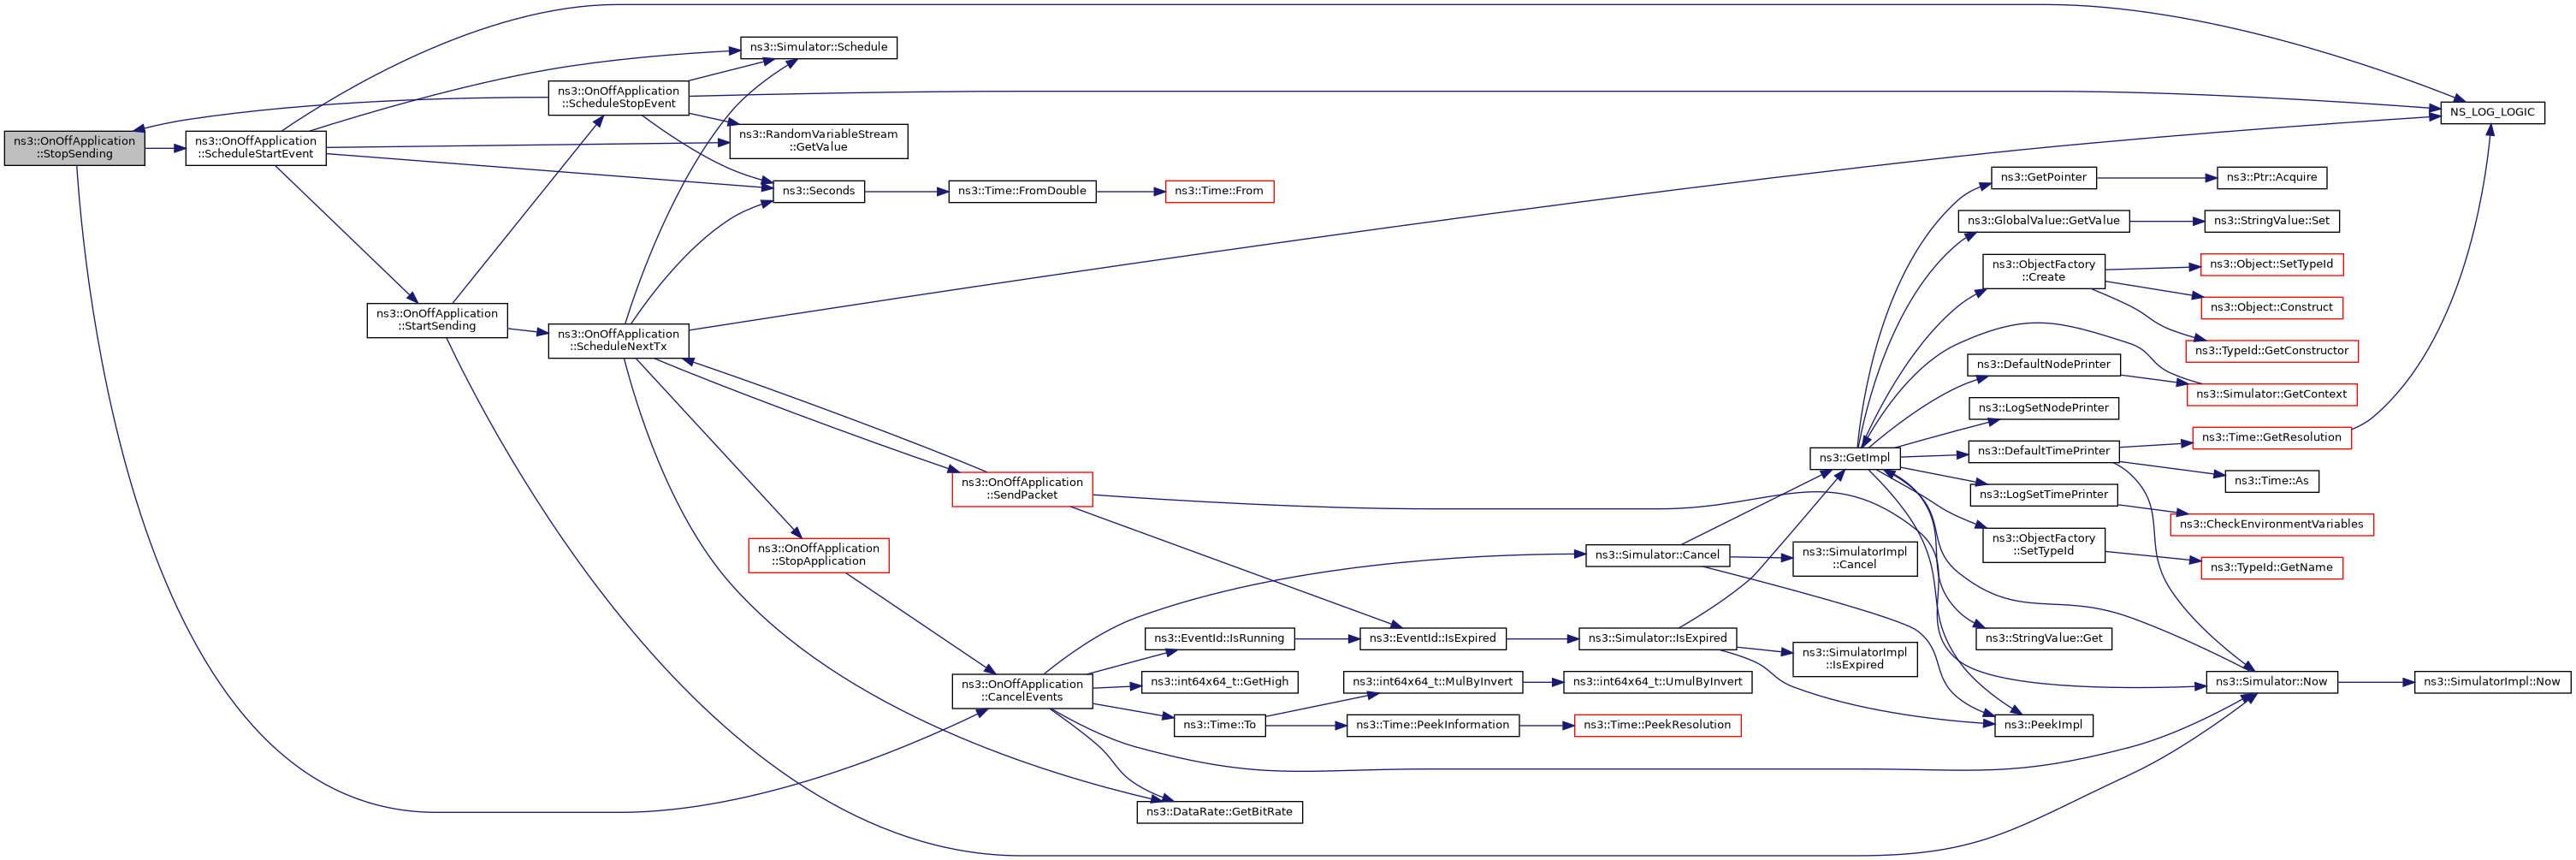 ns3::OnOffApplication
::StopSending
ns3::OnOffApplication
::ScheduleStartEvent
ns3::OnOffApplication
::StartSending
ns3::Simulator::Schedule
ns3::OnOffApplication
::ScheduleStopEvent
ns3::RandomVariableStream
::GetValue
ns3::Seconds
ns3::Time::FromDouble
ns3::Time::From
ns3::OnOffApplication
::ScheduleNextTx
ns3::OnOffApplication
::SendPacket
ns3::OnOffApplication
::StopApplication
ns3::OnOffApplication
::CancelEvents
ns3::EventId::IsRunning
ns3::int64x64_t::GetHigh
ns3::Time::To
ns3::DataRate::GetBitRate
ns3::EventId::IsExpired
ns3::int64x64_t::MulByInvert
ns3::Time::PeekInformation
ns3::Simulator::Cancel
ns3::Simulator::IsExpired
ns3::int64x64_t::UmulByInvert
ns3::Time::PeekResolution
ns3::GetImpl
ns3::SimulatorImpl
::Cancel
ns3::SimulatorImpl
::IsExpired
ns3::GetPointer
ns3::GlobalValue::GetValue
ns3::ObjectFactory
::Create
ns3::DefaultNodePrinter
ns3::LogSetNodePrinter
ns3::DefaultTimePrinter
ns3::LogSetTimePrinter
ns3::ObjectFactory
::SetTypeId
ns3::StringValue::Get
ns3::PeekImpl
ns3::Ptr::Acquire
ns3::StringValue::Set
ns3::Object::SetTypeId
ns3::Object::Construct
ns3::TypeId::GetConstructor
ns3::Simulator::GetContext
ns3::Time::GetResolution
ns3::Time::As
ns3::CheckEnvironmentVariables
ns3::TypeId::GetName
ns3::Simulator::Now
NS_LOG_LOGIC
ns3::SimulatorImpl::Now